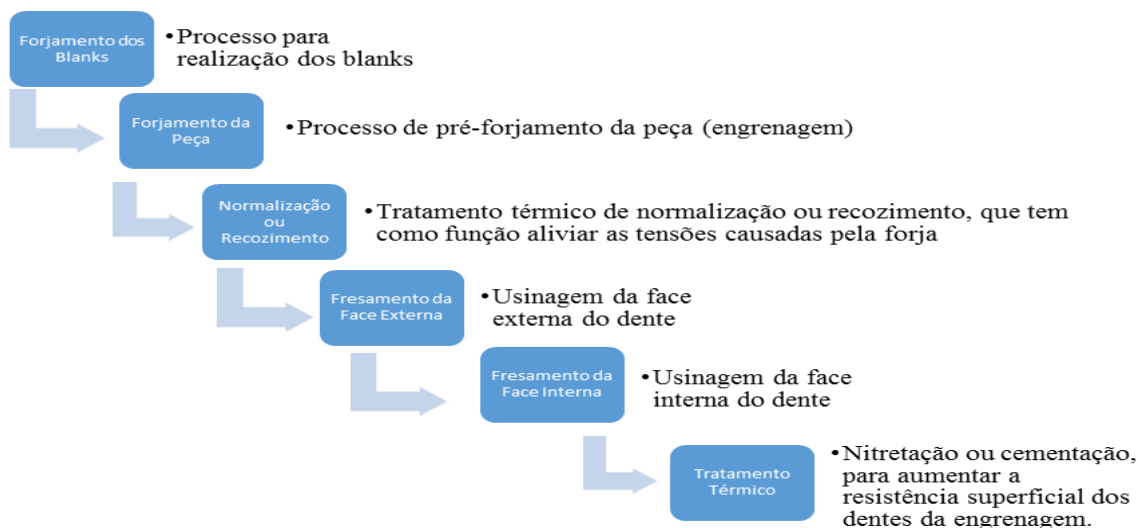 Forjamento dos
Blanks
•Processo para
realização dos blanks
Forjamento da
Peça
•Processo de pré-forjamento da peça (engrenagem)
Normalização
ou
Recozimento
•Tratamento térmico de normalização ou recozimento, que tem
como função aliviar as tensões causadas pela forja
Fresamento da
Face Externa
•Usinagem da face
externa do dente
Fresamento da
Face Interna
•Usinagem da face
interna do dente
Tratamento
Térmico
•Nitretação ou cementação,
para aumentar a
resistência superficial dos
dentes da engrenagem.